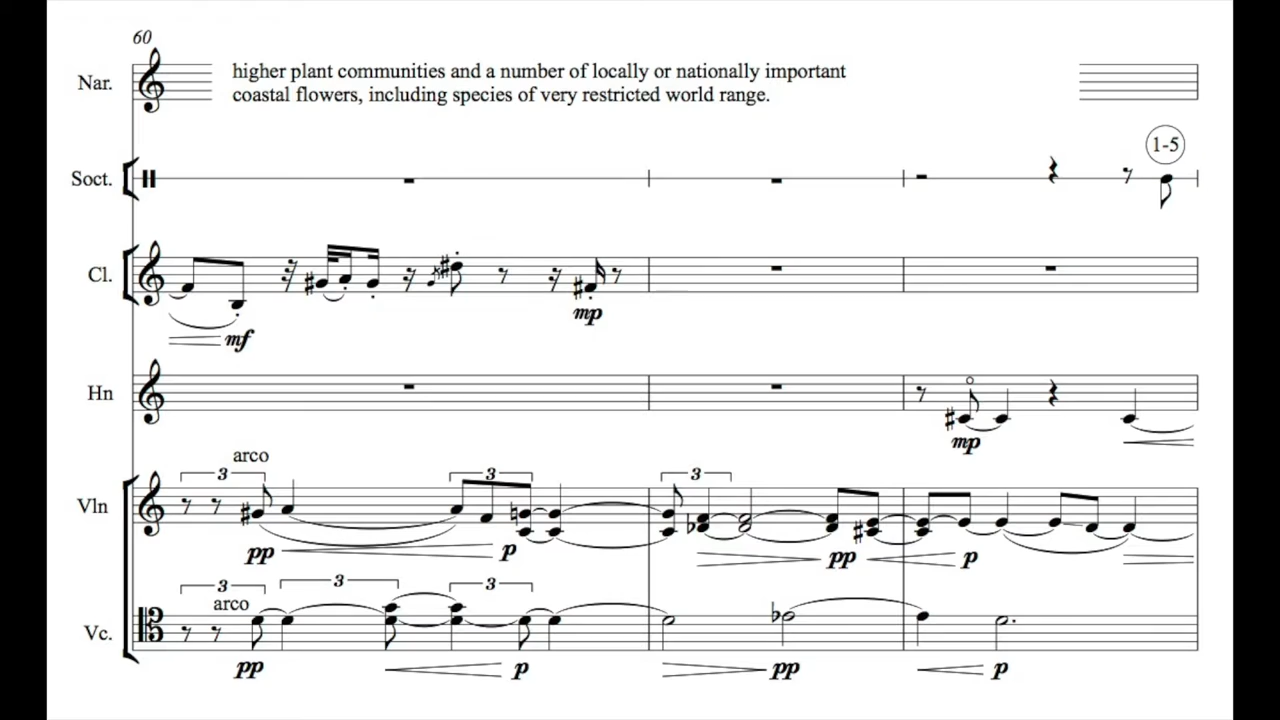 60
Nar.
higher plant communities and a number of locally or nationally important
coastal flowers, including species of very restricted world range.
1-5
Soct.
Cl.
mf
mp
Hn
mp
3 arco 3 3
Vln
pp p pp p
3 arco 3 3
Vc.
pp p pp p